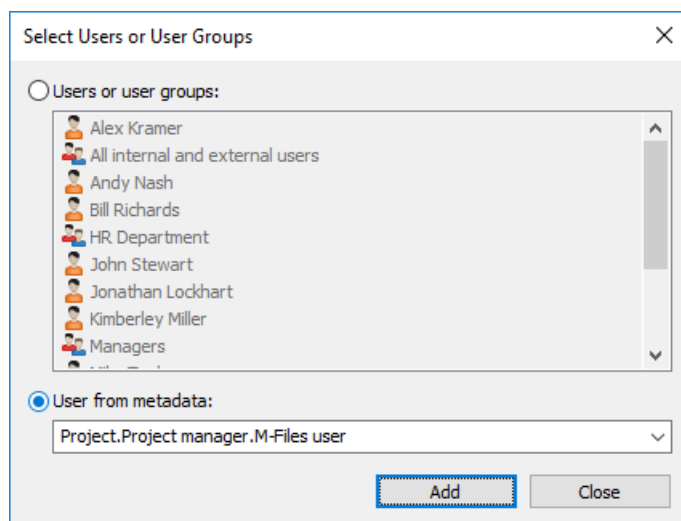 Select Users or User Groups
Users or user groups:
Alex Kramer
All internal and external users
Andy Nash
Bill Richards
HR Department
John Stewart
Jonathan Lockhart
Kimberley Miller
Managers
User from metadata:
Project.Project manager.M-Files user
Add Close